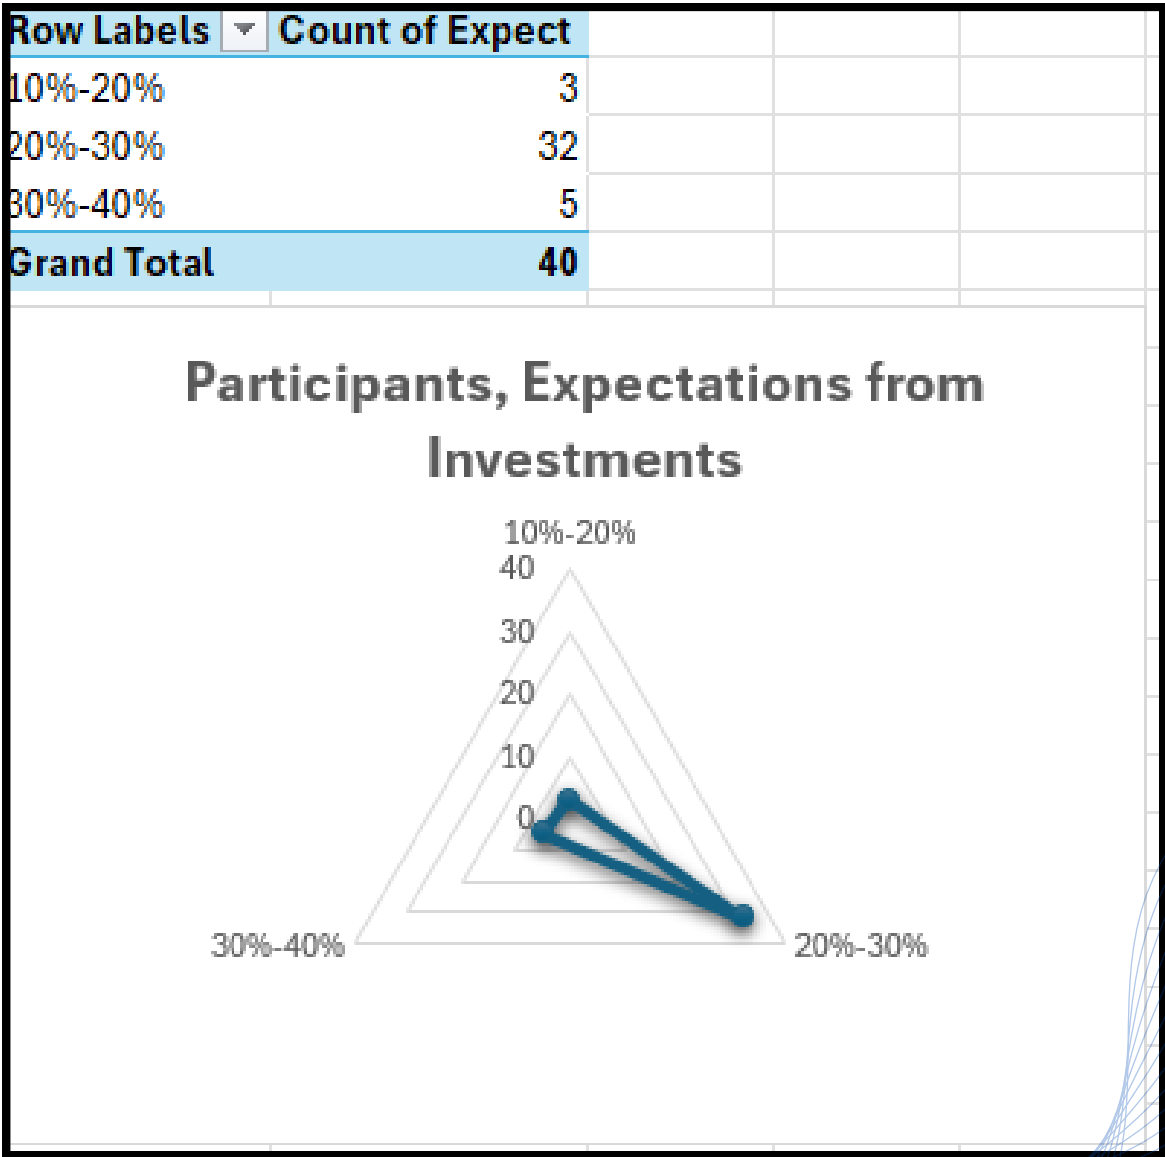 Row Labels Count of Expect
10%-20% 3
20%-30% 32
30%-40% 5
Grand Total 40
Participants, Expectations from
Investments
10%-20%
40
30
20
10
0
30%-40% 20%-30%